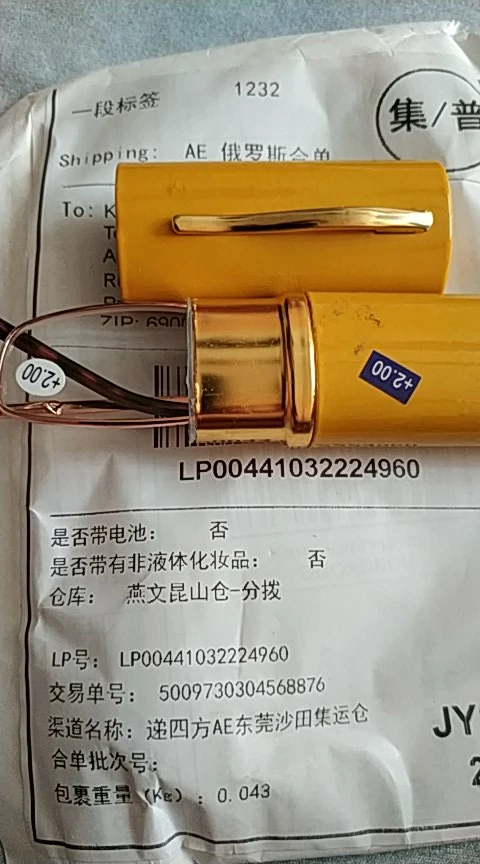 一段标签 1232
集/普
Shipping: AE 俄罗斯合单
To:
+2.00
+2.00
LP00441032224960
是否带电池： 否
是否带有非液体化妆品： 否
仓库： 燕文昆山仓-分拨
LP号： LP00441032224960
交易单号： 5009730304568876
渠道名称： 递四方AE东莞沙田集运仓
JY
合单批次号：
包裹重量 (Kg) ： 0.043